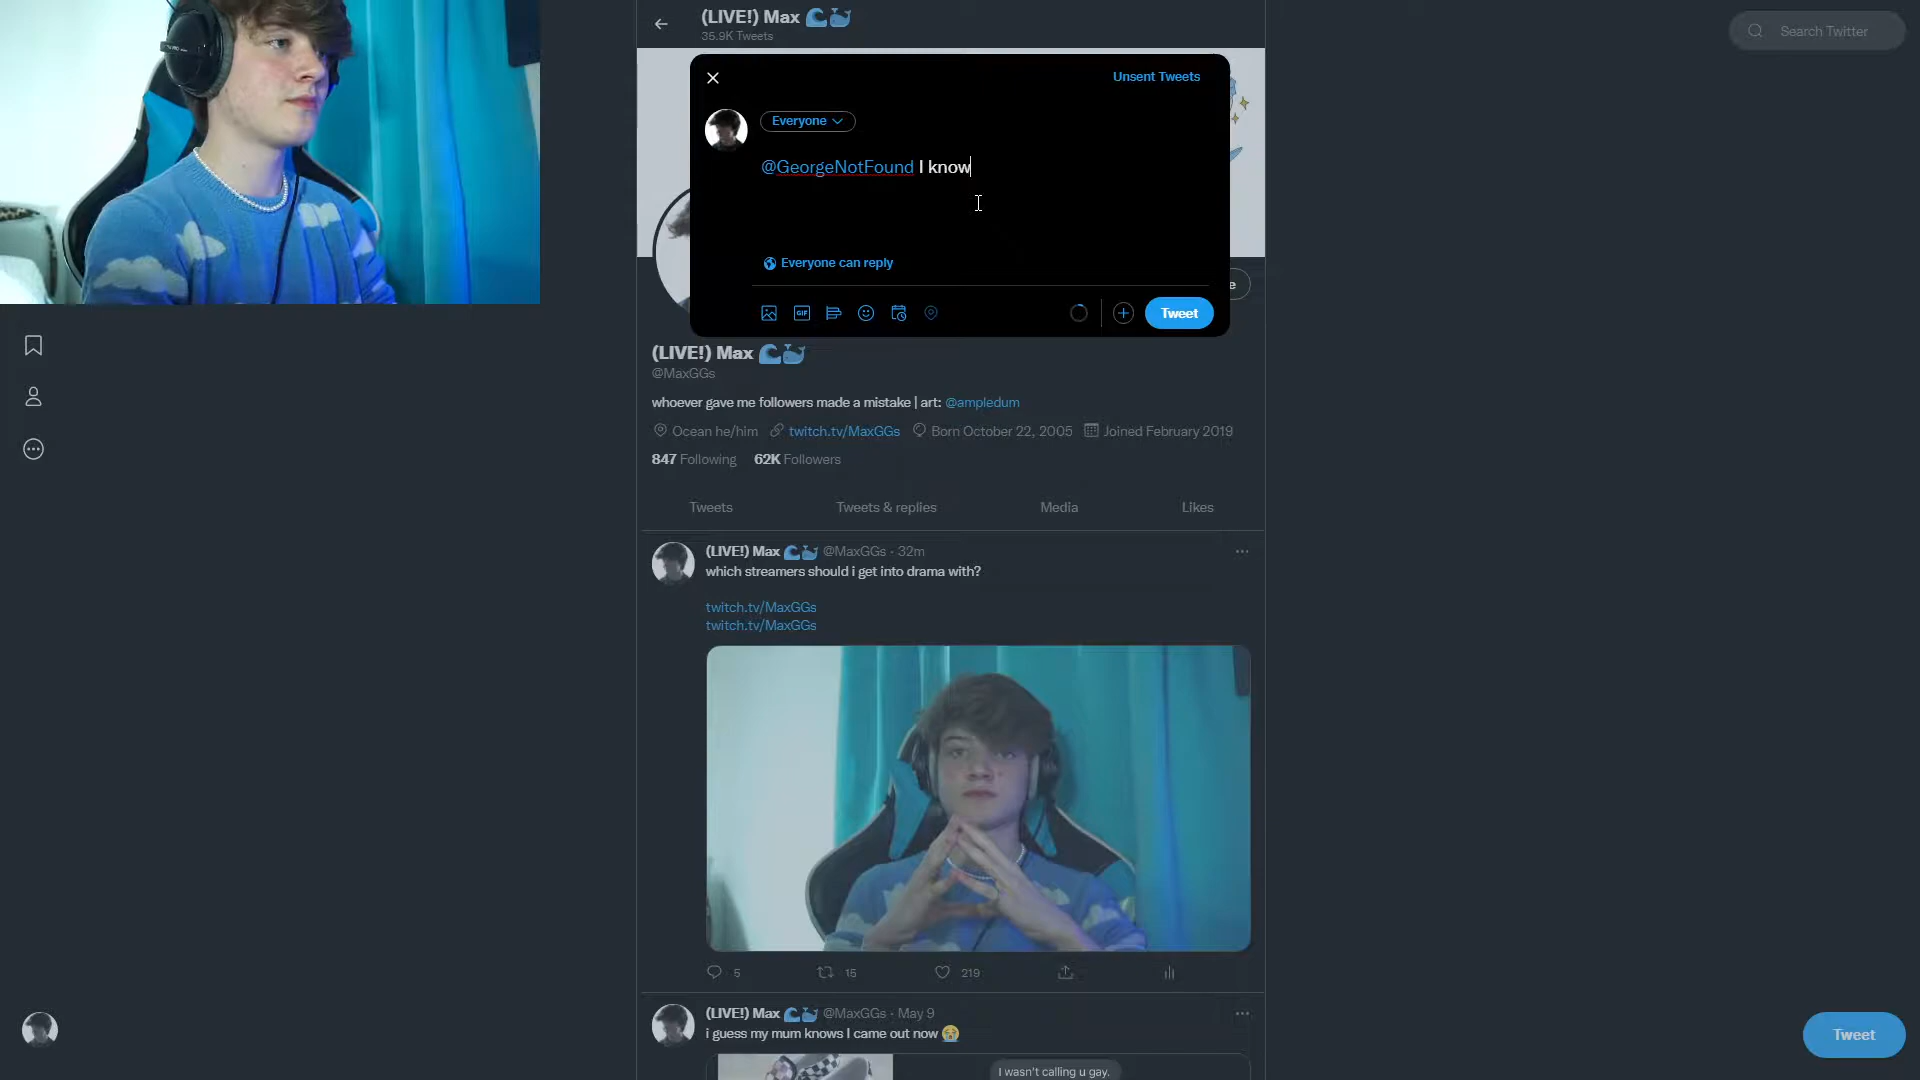 (LIVE!) Max 🌊🐳
35.9K Tweets
Search Twitter
Unsent Tweets
Everyone
@GeorgeNotFound I know
Everyone can reply
GIF
Tweet
e
(LIVE!) Max 🌊🐳
@MaxGGs
whoever gave me followers made a mistake | art: @ampledum
Ocean he/him twitch.tv/MaxGGs Born October 22, 2005 Joined February 2019
847 Following 62K Followers
Tweets Tweets & replies Media Likes
(LIVE!) Max 🌊🐳 @MaxGGs · 32m
which streamers should i get into drama with?
twitch.tv/MaxGGs
twitch.tv/MaxGGs
5 15 219
(LIVE!) Max 🌊🐳 @MaxGGs · May 9
i guess my mum knows I came out now 😭
I wasn't calling u gay.
Tweet